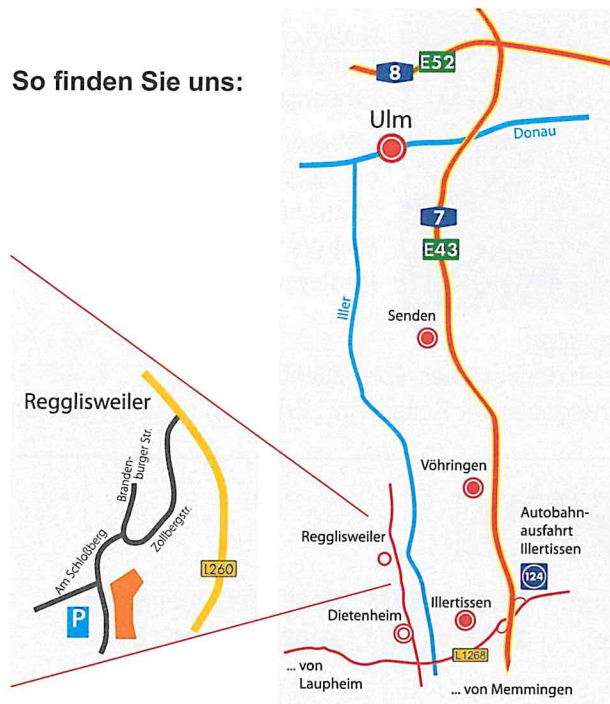 So finden Sie uns:
8
E52
Ulm
Donau
7
E43
Iller
Senden
Regglisweiler
Branden-
burger Str.
Zollbergstr.
Am Schloßberg
L260
P
Vöhringen
Autobahn-
ausfahrt
Illertissen
124
Regglisweiler
Dietenheim
Illertissen
L1268
... von
Laupheim
... von Memmingen